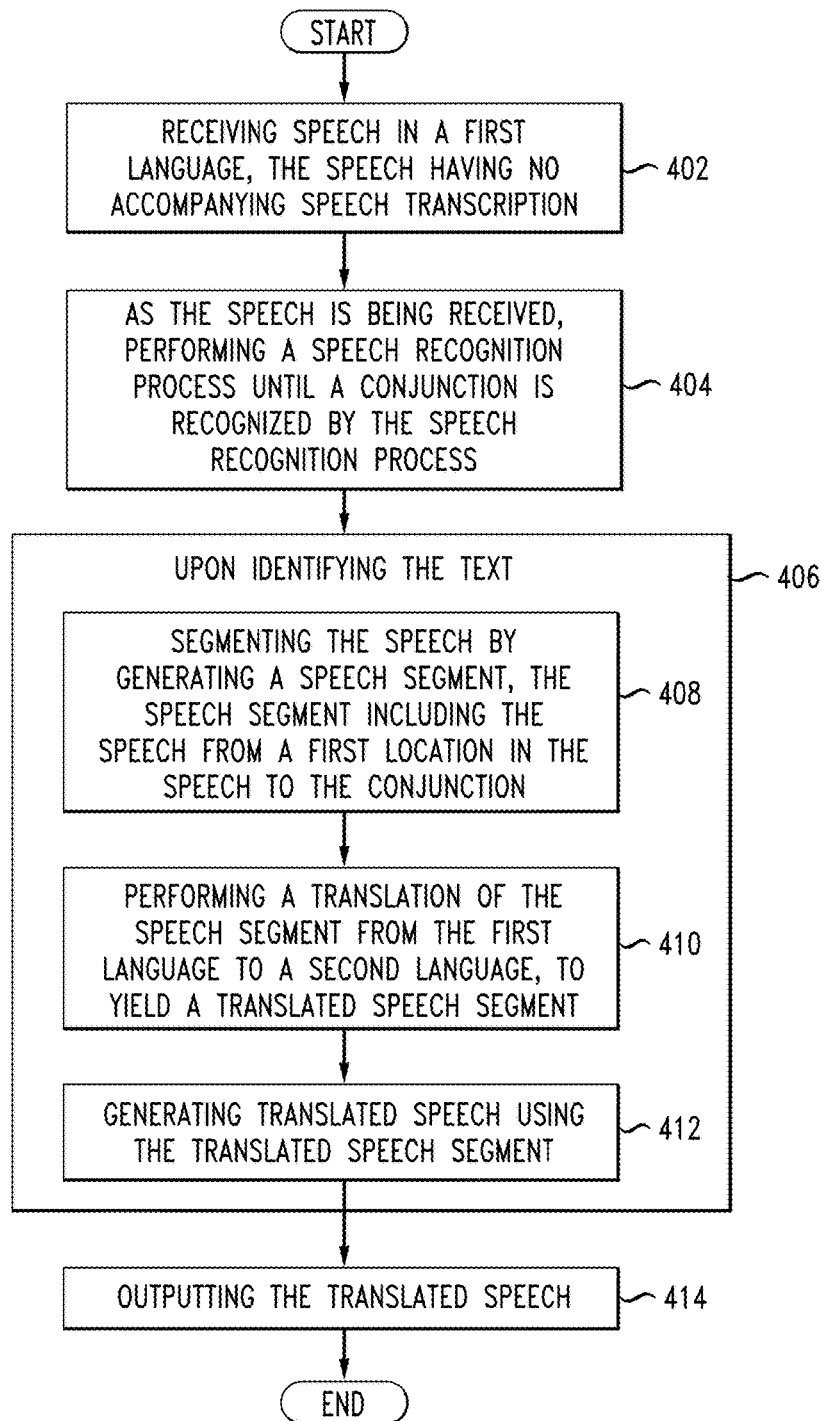 START
RECEIVING SPEECH IN A FIRST
LANGUAGE, THE SPEECH HAVING NO
ACCOMPANYING SPEECH TRANSCRIPTION
402
AS THE SPEECH IS BEING RECEIVED,
PERFORMING A SPEECH RECOGNITION
PROCESS UNTIL A CONJUNCTION IS
RECOGNIZED BY THE SPEECH
RECOGNITION PROCESS
404
UPON IDENTIFYING THE TEXT
406
SEGMENTING THE SPEECH BY
GENERATING A SPEECH SEGMENT, THE
SPEECH SEGMENT INCLUDING THE
SPEECH FROM A FIRST LOCATION IN THE
SPEECH TO THE CONJUNCTION
408
PERFORMING A TRANSLATION OF THE
SPEECH SEGMENT FROM THE FIRST
LANGUAGE TO A SECOND LANGUAGE, TO
YIELD A TRANSLATED SPEECH SEGMENT
410
GENERATING TRANSLATED SPEECH USING
THE TRANSLATED SPEECH SEGMENT
412
OUTPUTTING THE TRANSLATED SPEECH
414
END